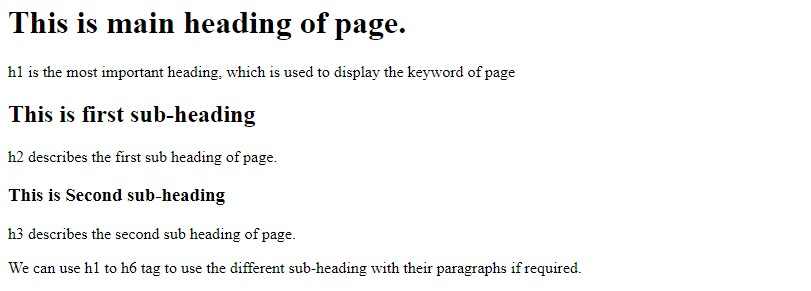 This is main heading of page.
h1 is the most important heading, which is used to display the keyword of page
This is first sub-heading
h2 describes the first sub heading of page.
This is Second sub-heading
h3 describes the second sub heading of page.
We can use h1 to h6 tag to use the different sub-heading with their paragraphs if required.